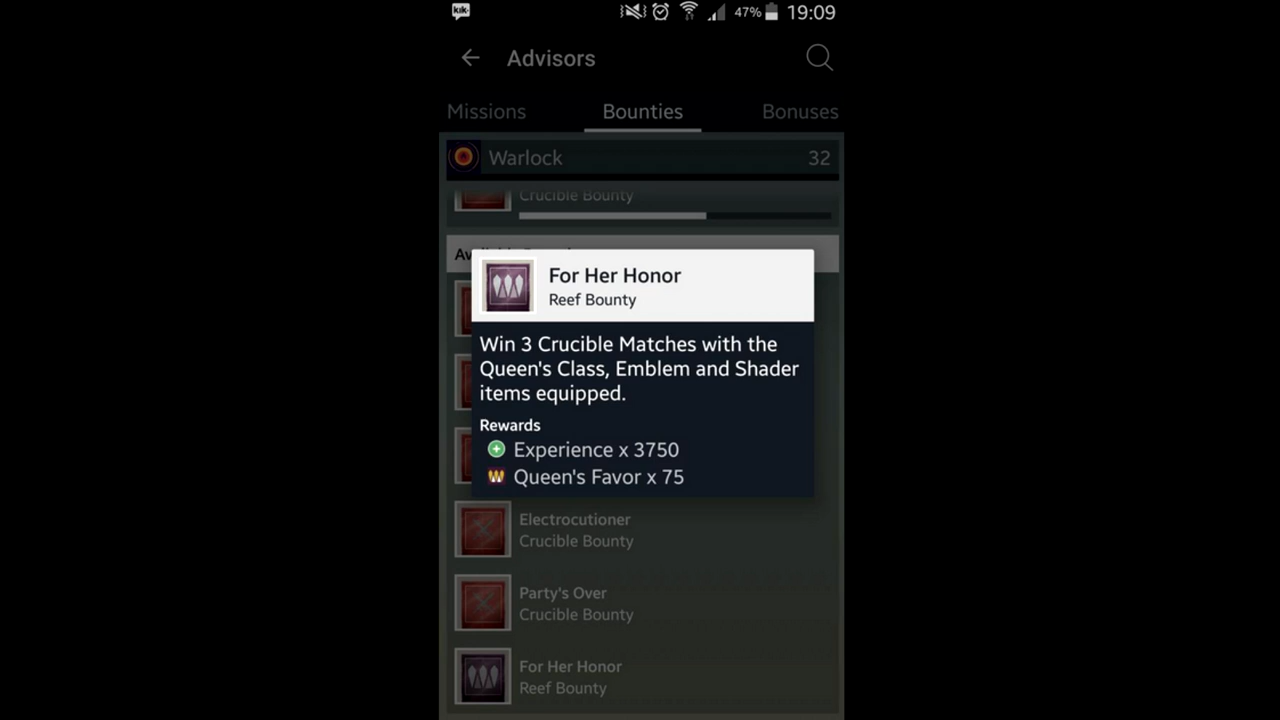 kik
47%
19:09
Advisors
Missions
Bounties
Bonuses
Warlock
32
Crucible Bounty
For Her Honor
Reef Bounty
Win 3 Crucible Matches with the
Queen's Class, Emblem and Shader
items equipped.
Rewards
Experience x 3750
Queen's Favor x 75
Electrocutioner
Crucible Bounty
Party's Over
Crucible Bounty
For Her Honor
Reef Bounty